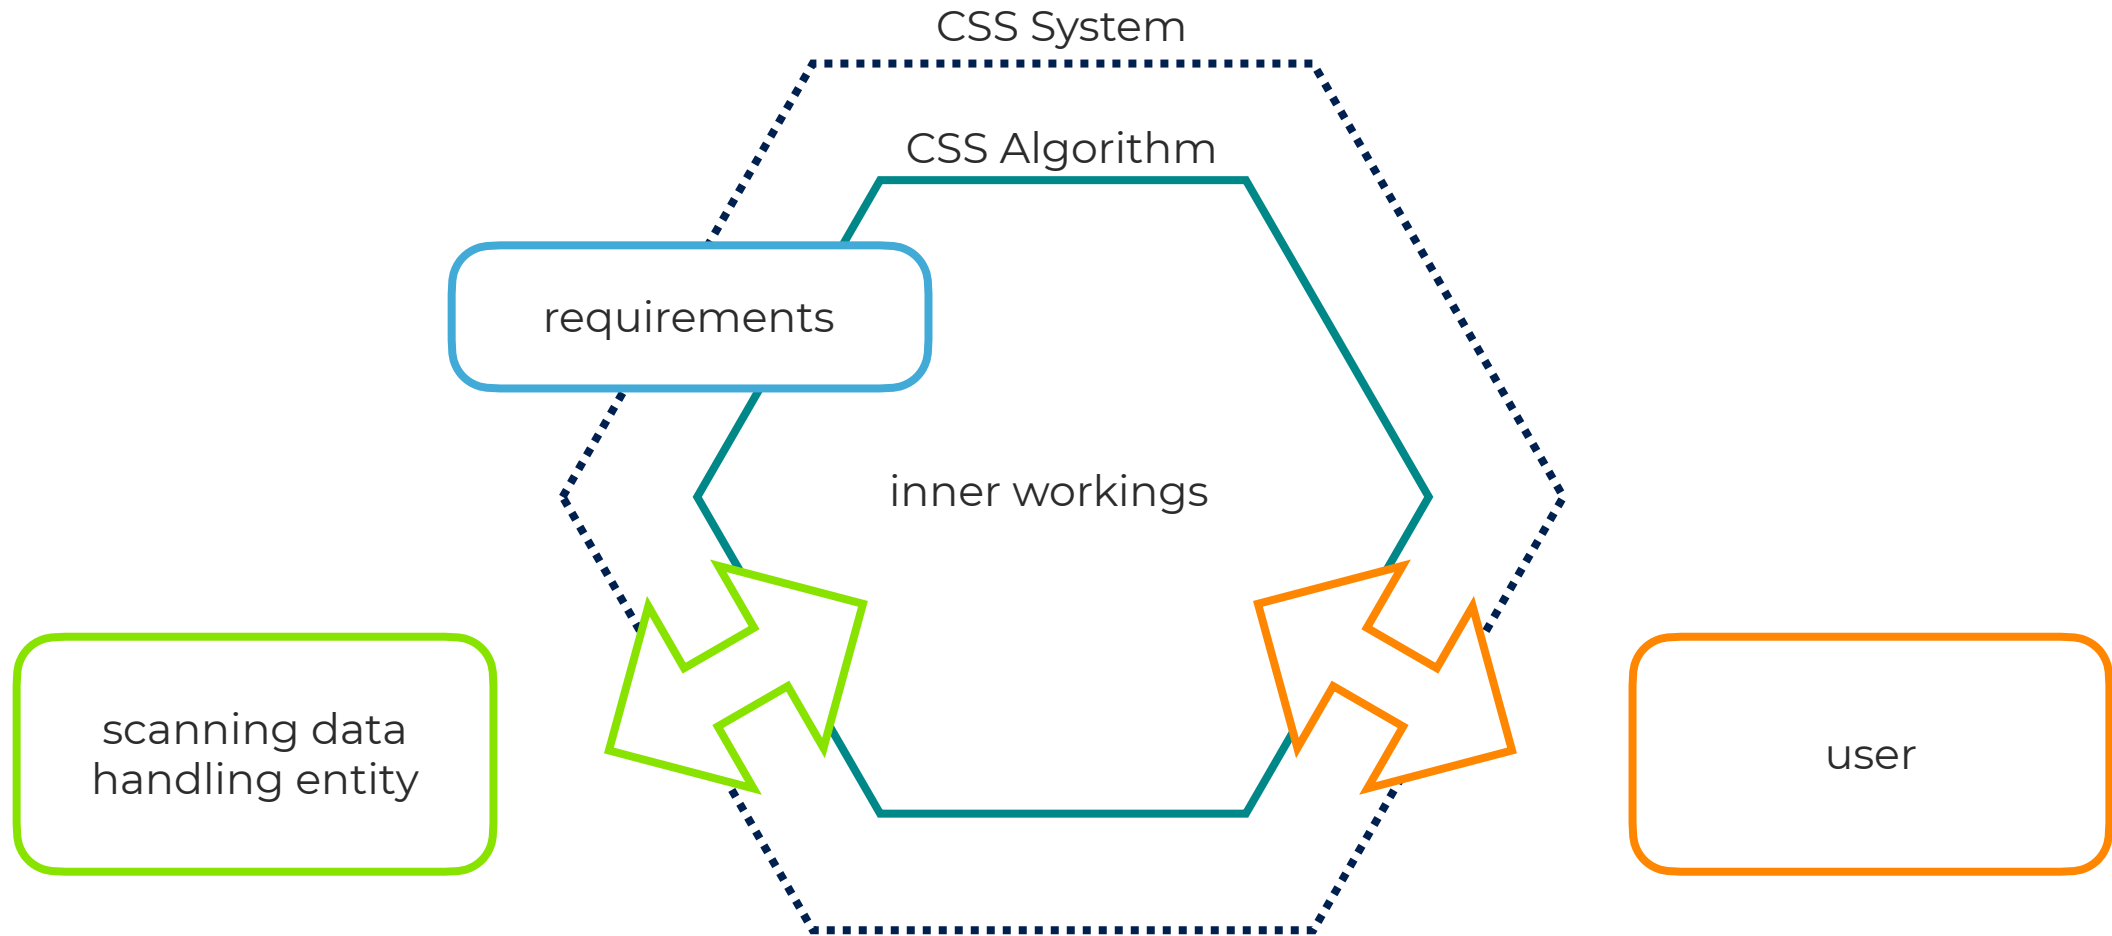 CSS System
CSS Algorithm
requirements
inner workings
scanning data
handling entity
user